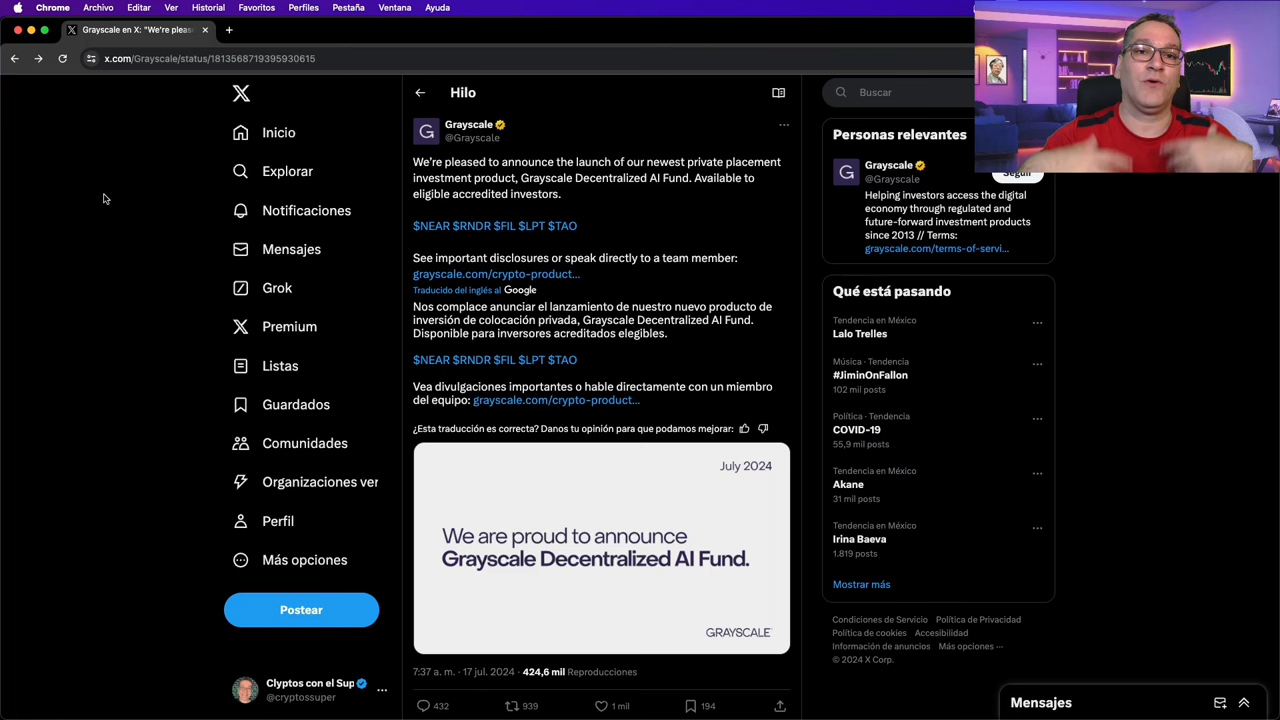 Chrome Archivo Editar Ver Historial Favoritos Perfiles Pestaña Ventana Ayuda
Grayscale en X: "We're pleas
x.com/Grayscale/status/1813568719395930615
Inicio
Explorar
Notificaciones
Mensajes
Grok
Premium
Listas
Guardados
Comunidades
Organizaciones ver
Perfil
Más opciones
Postear
Clyptos con el Sup
@cryptossuper
Hilo
Grayscale
@Grayscale
We're pleased to announce the launch of our newest private placement
investment product, Grayscale Decentralized AI Fund. Available to
eligible accredited investors.
$NEAR $RNDR $FIL $LPT $TAO
See important disclosures or speak directly to a team member:
grayscale.com/crypto-product…
Traducido del inglés al Google
Nos complace anunciar el lanzamiento de nuestro nuevo producto de
inversión de colocación privada, Grayscale Decentralized AI Fund.
Disponible para inversores acreditados elegibles.
$NEAR $RNDR $FIL $LPT $TAO
Vea divulgaciones importantes o hable directamente con un miembro
del equipo: grayscale.com/crypto-product…
¿Esta traducción es correcta? Danos tu opinión para que podamos mejorar:
July 2024
We are proud to announce
Grayscale Decentralized AI Fund.
GRAYSCALE
7:37 a. m. · 17 jul. 2024 · 424,6 mil Reproducciones
432 939 1 mil 194
Buscar
Personas relevantes
Grayscale
@Grayscale
Seguir
Helping investors access the digital
economy through regulated and
future-forward investment products
since 2013 // Terms:
grayscale.com/terms-of-servi…
Qué está pasando
Tendencia en México
Lalo Trelles
Música · Tendencia
#JiminOnFallon
102 mil posts
Política · Tendencia
COVID-19
55,9 mil posts
Tendencia en México
Akane
31 mil posts
Tendencia en México
Irina Baeva
1.819 posts
Mostrar más
Condiciones de Servicio Política de Privacidad
Política de cookies Accesibilidad
Información de anuncios Más opciones ···
© 2024 X Corp.
Mensajes